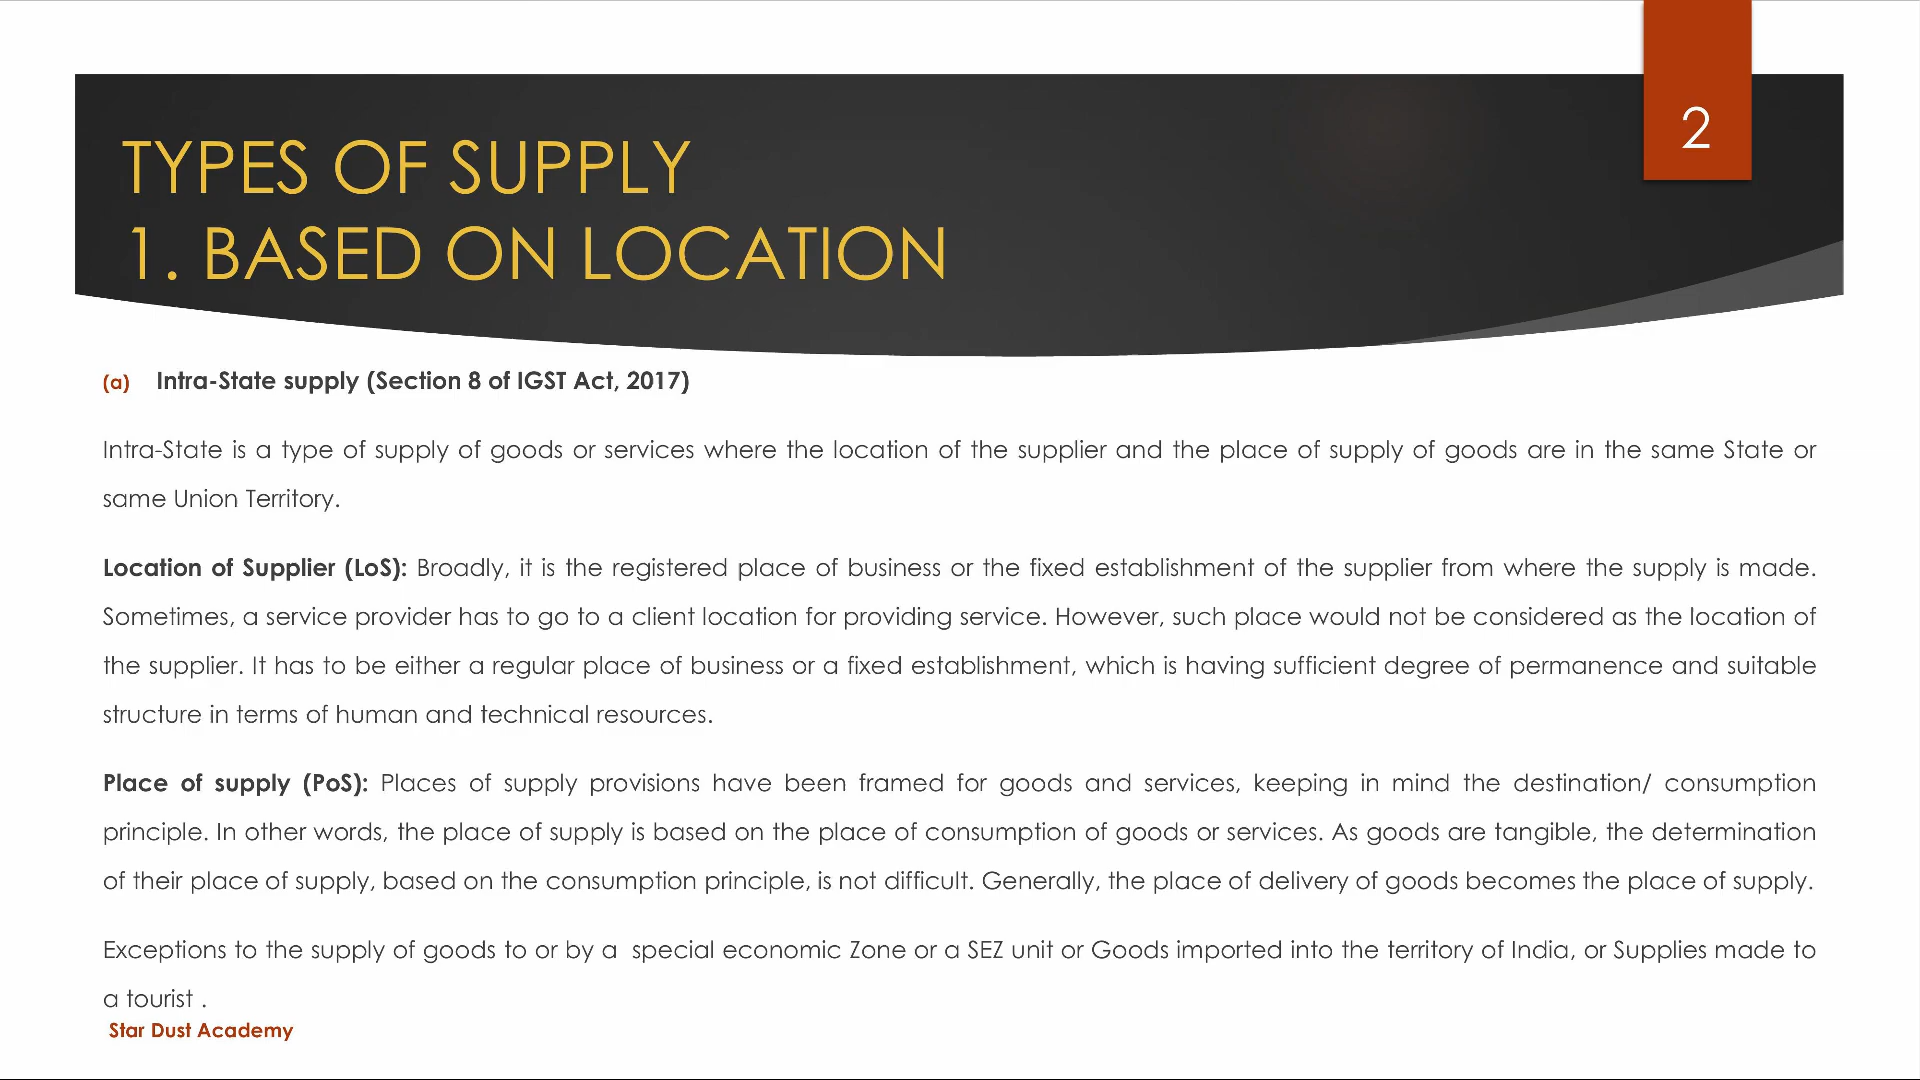 2
TYPES OF SUPPLY
1. BASED ON LOCATION
(a) Intra-State supply (Section 8 of IGST Act, 2017)
Intra-State is a type of supply of goods or services where the location of the supplier and the place of supply of goods are in the same State or
same Union Territory.
Location of Supplier (LoS): Broadly, it is the registered place of business or the fixed establishment of the supplier from where the supply is made.
Sometimes, a service provider has to go to a client location for providing service. However, such place would not be considered as the location of
the supplier. It has to be either a regular place of business or a fixed establishment, which is having sufficient degree of permanence and suitable
structure in terms of human and technical resources.
Place of supply (PoS): Places of supply provisions have been framed for goods and services, keeping in mind the destination/ consumption
principle. In other words, the place of supply is based on the place of consumption of goods or services. As goods are tangible, the determination
of their place of supply, based on the consumption principle, is not difficult. Generally, the place of delivery of goods becomes the place of supply.
Exceptions to the supply of goods to or by a special economic Zone or a SEZ unit or Goods imported into the territory of India, or Supplies made to
a tourist .
Star Dust Academy